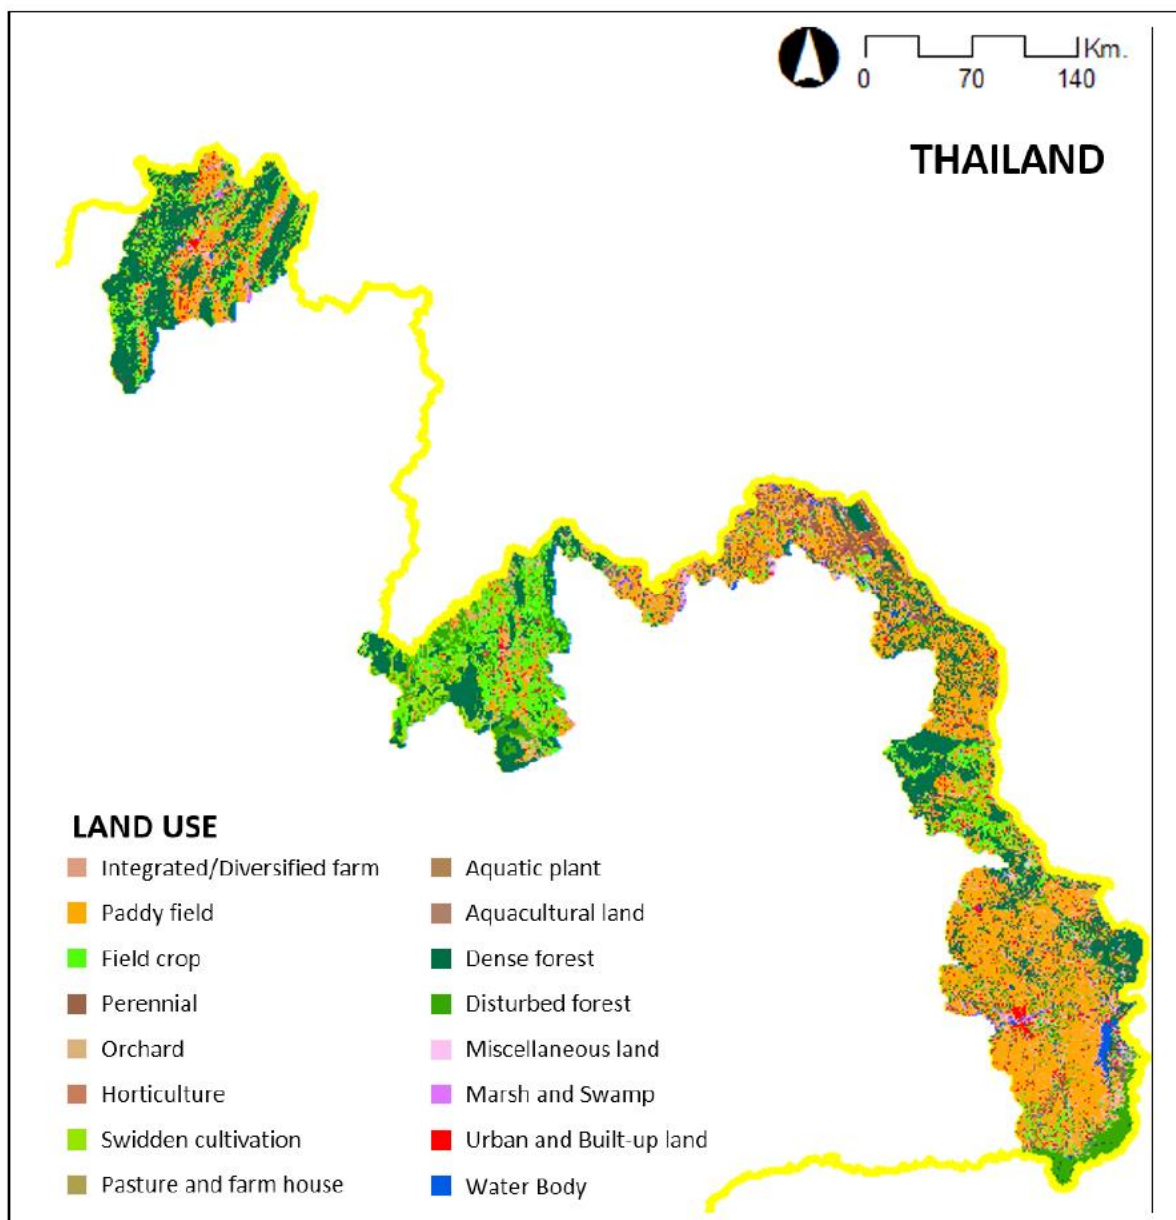 Km.
0 70 140
THAILAND
LAND USE
Integrated/Diversified farm
Paddy field
Field crop
Perennial
Orchard
Horticulture
Swidden cultivation
Pasture and farm house
Aquatic plant
Aquacultural land
Dense forest
Disturbed forest
Miscellaneous land
Marsh and Swamp
Urban and Built-up land
Water Body